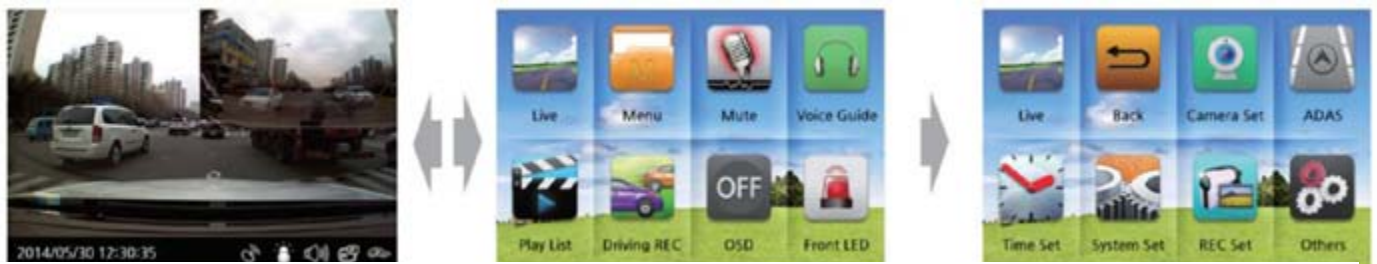 2014/05/30 12:30:35
Live Menu Mute Voice Guide
OFF
Play List Driving REC OSD Front LED
Live Back Camera Set ADAS
Time Set System Set REC Set Others